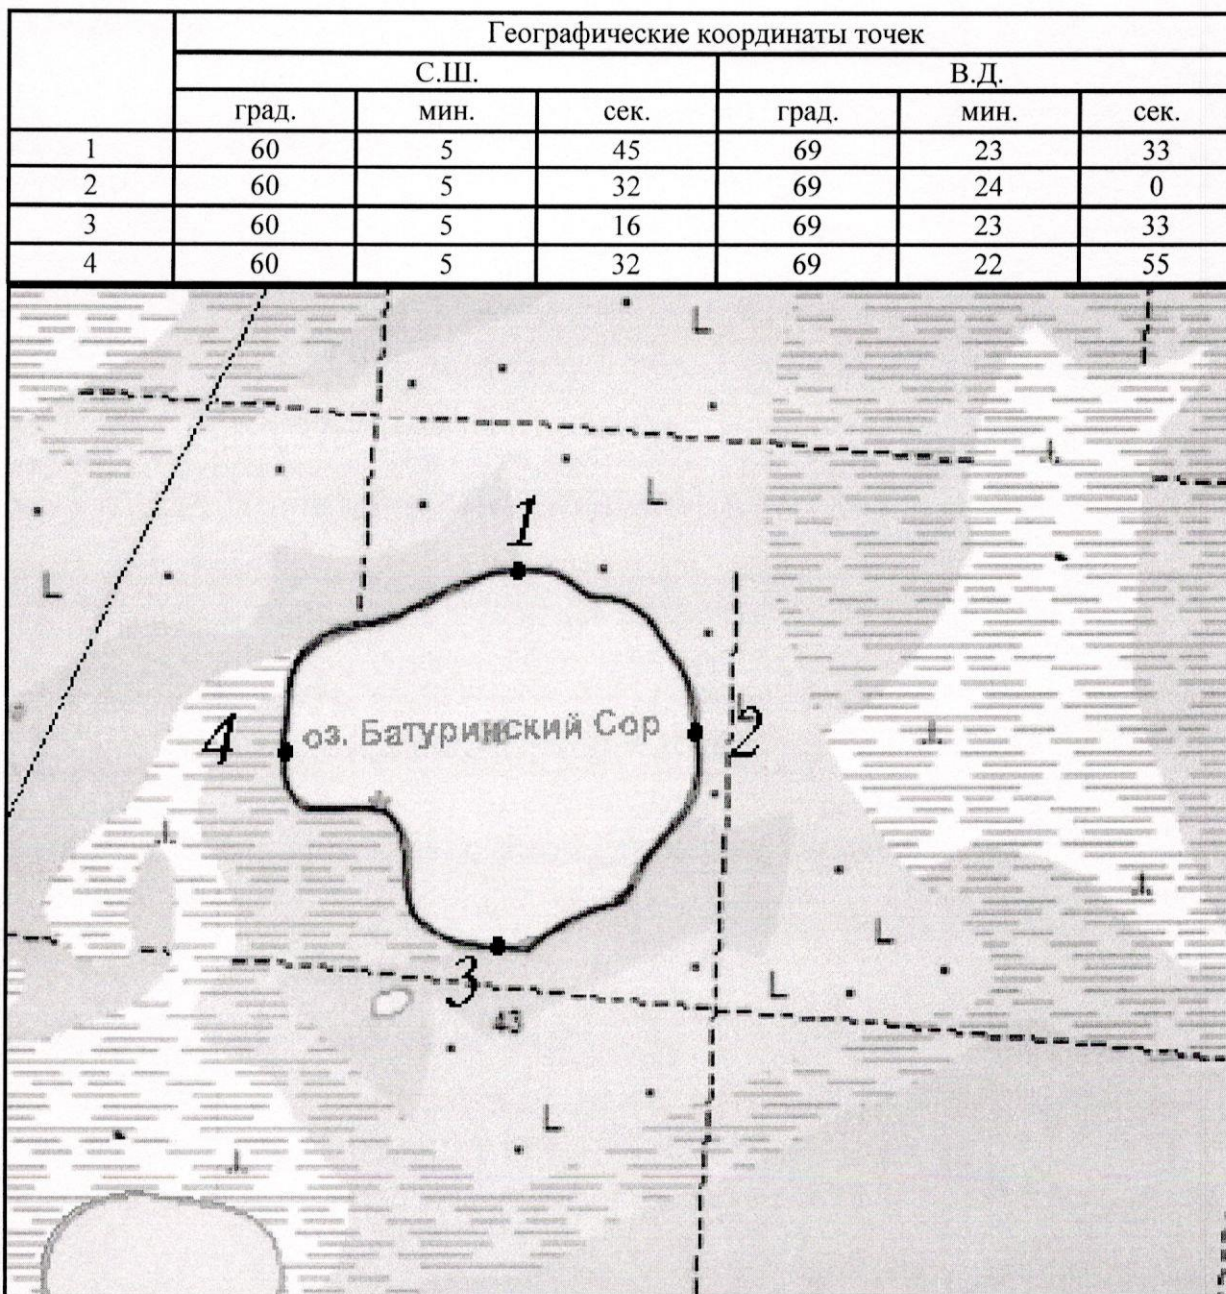 Географические координаты точек
С.Ш. В.Д.
град. мин. сек. град. мин. сек.
1 60 5 45 69 23 33
2 60 5 32 69 24 0
3 60 5 16 69 23 33
4 60 5 32 69 22 55
1
4 оз. Батуринский Сор 2
3
43